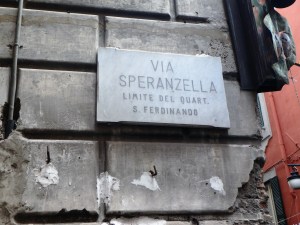 VIA
SPERANZELLA
LIMITE DEL QUART.
S. FERDINANDO